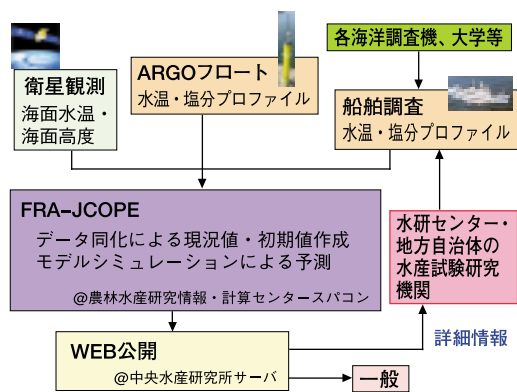 各海洋調査機、大学等
衛星観測
海面水温・
海面高度
ARGOフロート
水温・塩分プロファイル
船舶調査
水温・塩分プロファイル
FRA-JCOPE
データ同化による現況値・初期値作成
モデルシミュレーションによる予測
@農林水産研究情報・計算センタースパコン
水研センター・
地方自治体の
水産試験研究
機関
WEB公開
@中央水産研究所サーバ
詳細情報
一般